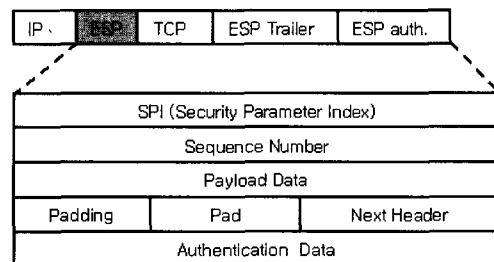 IP ESP TCP ESP Trailer ESP auth.
SPI (Security Parameter Index)
Sequence Number
Payload Data
Padding Pad Next Header
Authentication Data